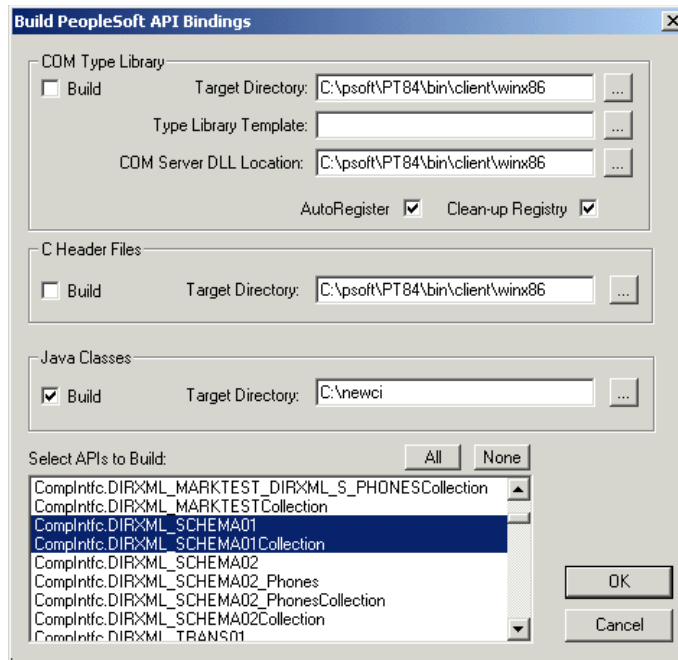 Build PeopleSoft API Bindings
COM Type Library
Build Target Directory: C:\psoft\PT84\bin\client\winx86 ...
Type Library Template: ...
COM Server DLL Location: C:\psoft\PT84\bin\client\winx86 ...
AutoRegister Clean-up Registry
C Header Files
Build Target Directory: C:\psoft\PT84\bin\client\winx86 ...
Java Classes
Build Target Directory: C:\newci ...
Select APIs to Build: All None
CompIntfc.DIRXML_MARKTEST_DIRXML_S_PHONESCollection
CompIntfc.DIRXML_MARKTESTCollection
CompIntfc.DIRXML_SCHEMA01
CompIntfc.DIRXML_SCHEMA01Collection
CompIntfc.DIRXML_SCHEMA02
CompIntfc.DIRXML_SCHEMA02_Phones
CompIntfc.DIRXML_SCHEMA02_PhonesCollection
CompIntfc.DIRXML_SCHEMA02Collection
CompIntfc.DIRXML_TRANS01
OK
Cancel